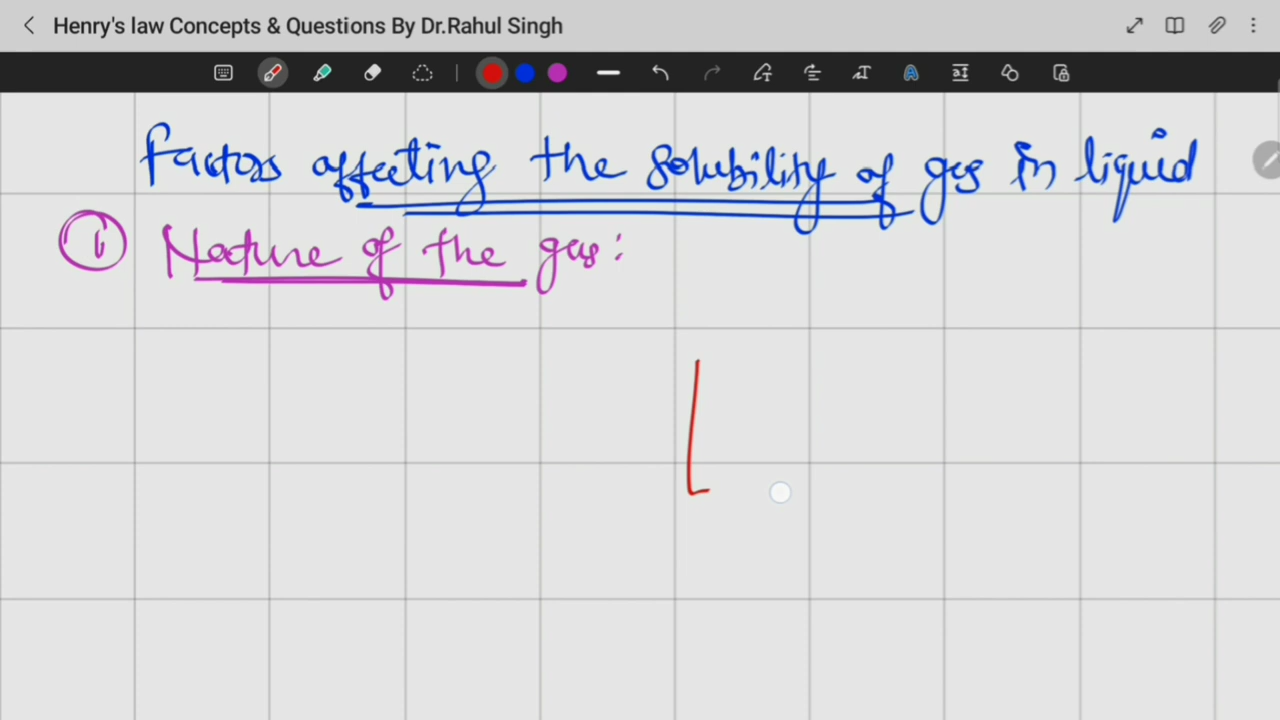 Henry's law Concepts & Questions By Dr.Rahul Singh
Factors affecting the solubility of gas in liquid
① Nature of the gas: